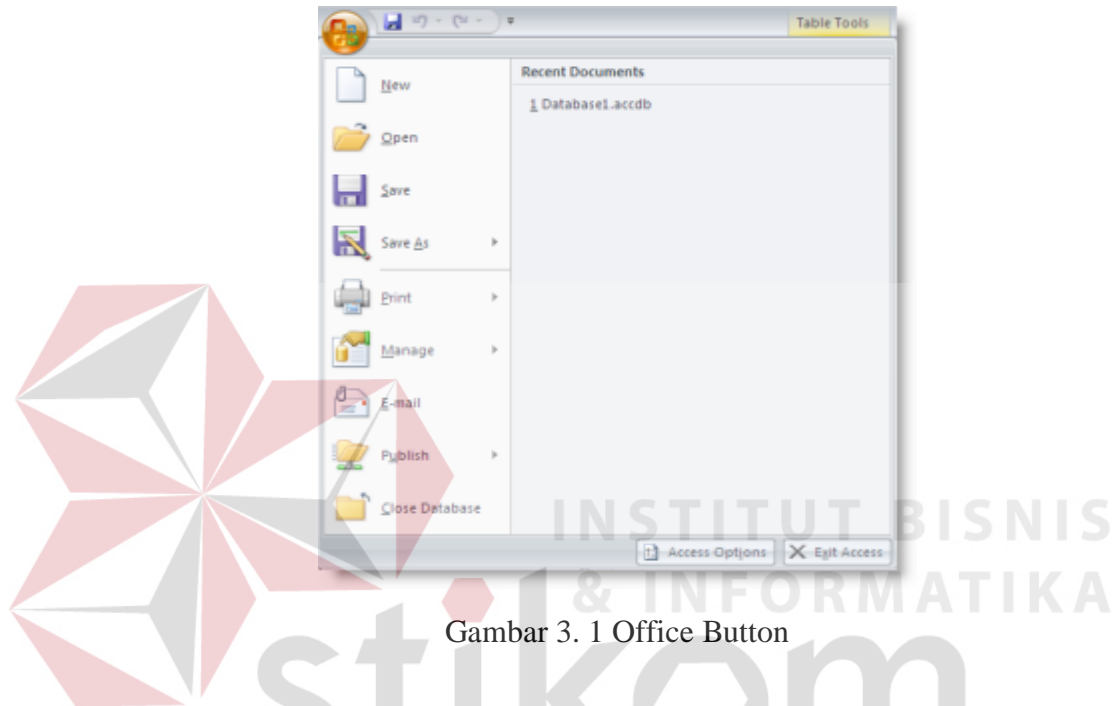 Table Tools
New
Open
Save
Save As
Print
Manage
E-mail
Publish
Close Database
Recent Documents
1 Database1.accdb
Access Options
Exit Access
INSTITUT BISNIS
& INFORMATIKA
Gambar 3. 1 Office Button
stikom